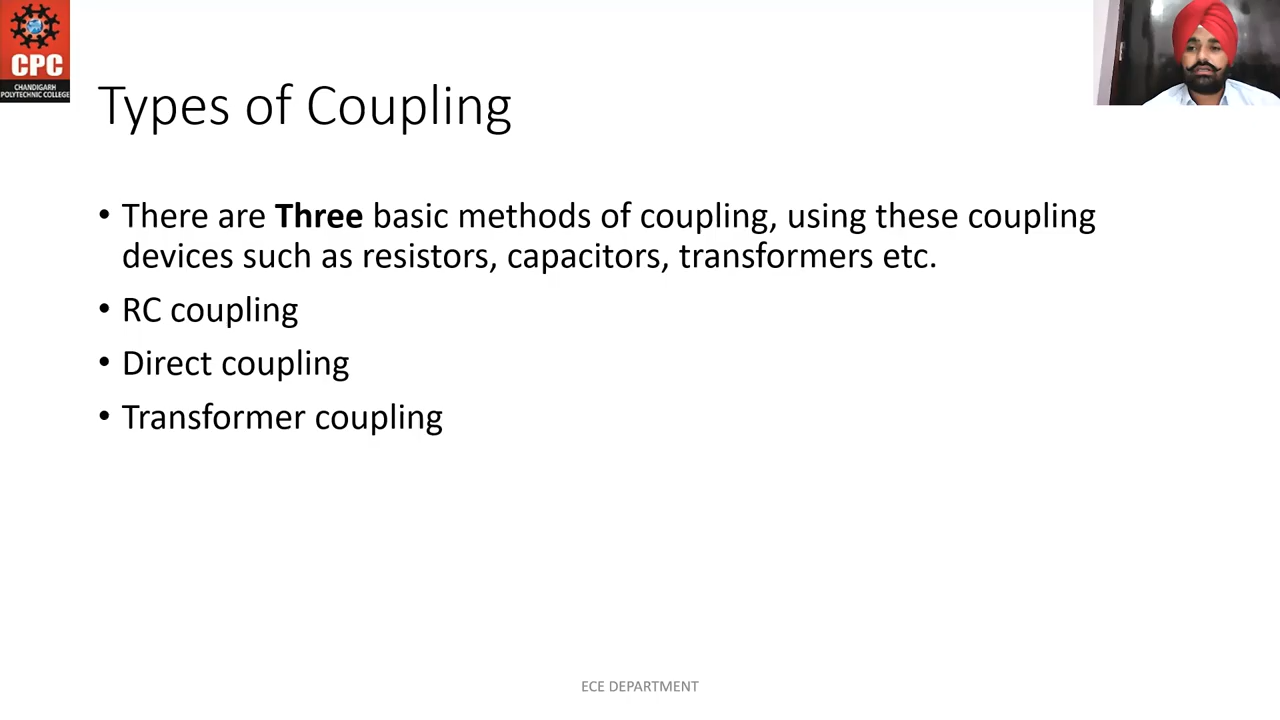 CPC
CHANDIGARH
POLYTECHNIC COLLEGE
Types of Coupling
• There are Three basic methods of coupling, using these coupling
devices such as resistors, capacitors, transformers etc.
• RC coupling
• Direct coupling
• Transformer coupling
ECE DEPARTMENT